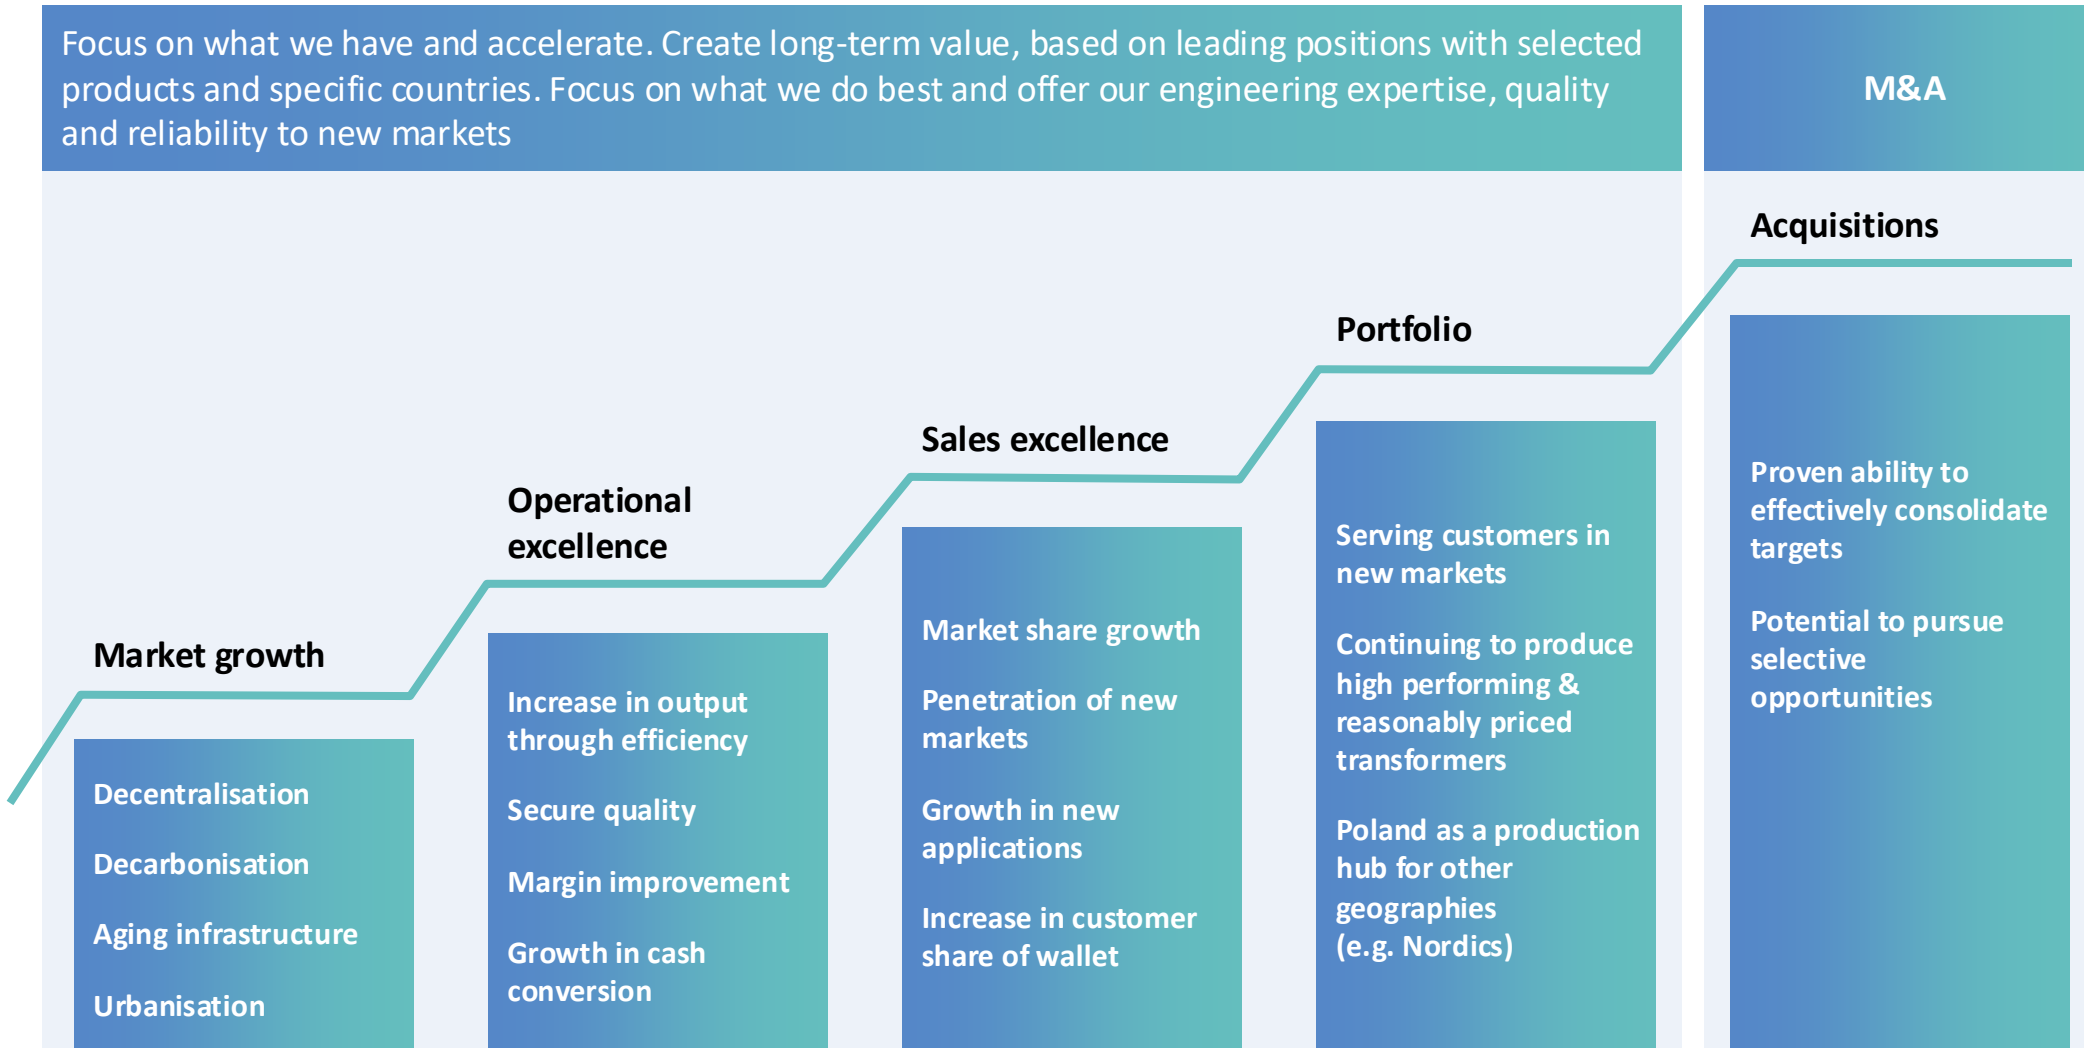 Focus on what we have and accelerate. Create long-term value, based on leading positions with selected
products and specific countries. Focus on what we do best and offer our engineering expertise, quality
and reliability to new markets
M&A
Market growth
Decentralisation
Decarbonisation
Aging infrastructure
Urbanisation
Operational
excellence
Increase in output
through efficiency
Secure quality
Margin improvement
Growth in cash
conversion
Sales excellence
Market share growth
Penetration of new
markets
Growth in new
applications
Increase in customer
share of wallet
Portfolio
Serving customers in
new markets
Continuing to produce
high performing &
reasonably priced
transformers
Poland as a production
hub for other
geographies
(e.g. Nordics)
Acquisitions
Proven ability to
effectively consolidate
targets
Potential to pursue
selective
opportunities